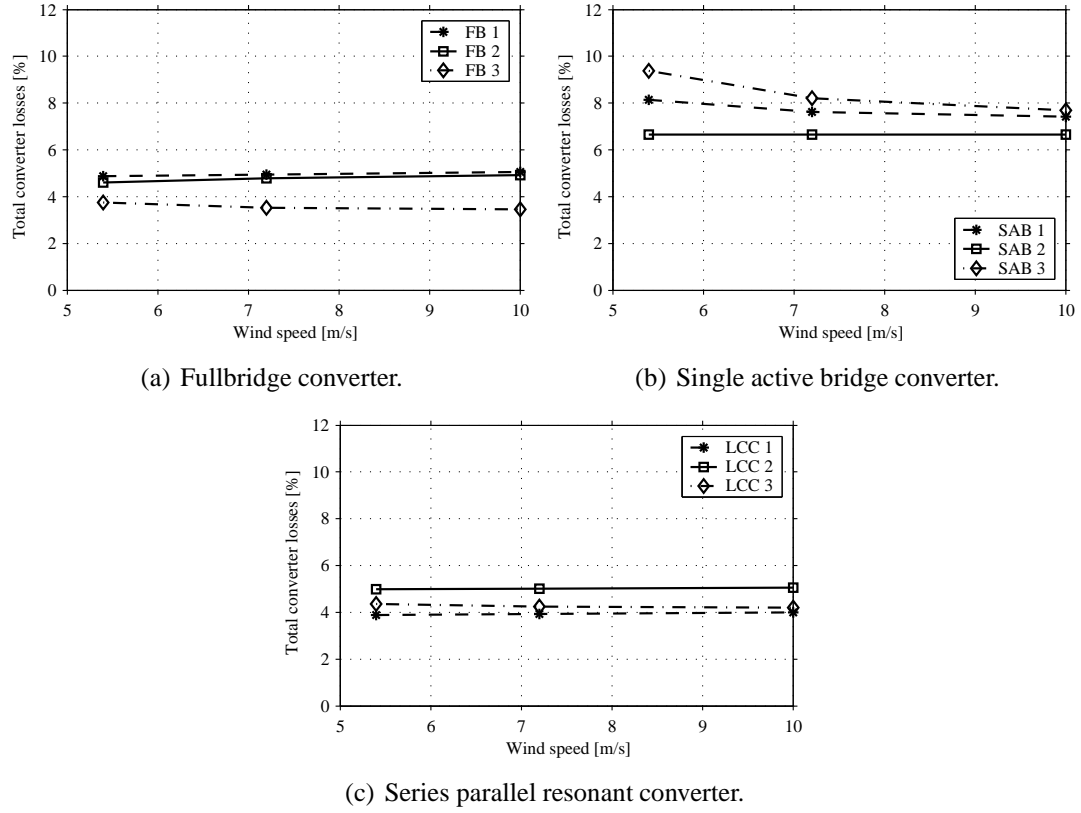 12
10
8
6
4
2
0
Total converter losses [%]
FB 1
FB 2
FB 3
5 6 7 8 9 10
Wind speed [m/s]
(a) Fullbridge converter.
12
10
8
6
4
2
0
Total converter losses [%]
SAB 1
SAB 2
SAB 3
5 6 7 8 9 10
Wind speed [m/s]
(b) Single active bridge converter.
12
10
8
6
4
2
0
Total converter losses [%]
LCC 1
LCC 2
LCC 3
5 6 7 8 9 10
Wind speed [m/s]
(c) Series parallel resonant converter.